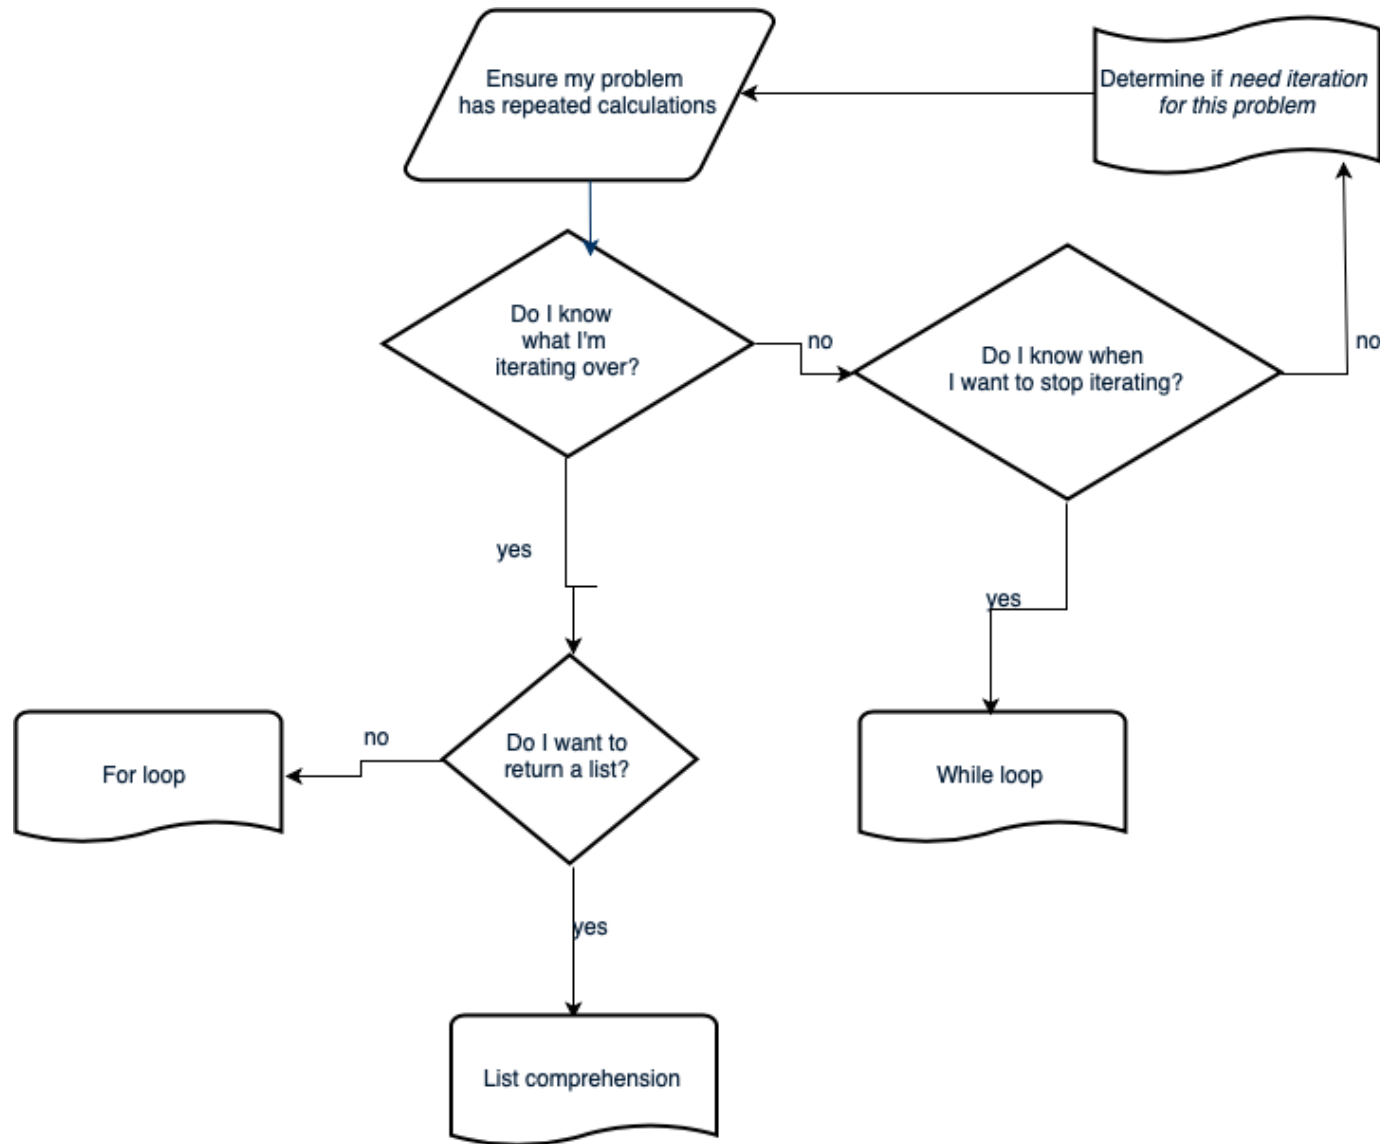 Ensure my problem
has repeated calculations
Determine if need iteration
for this problem
Do I know
what I'm
iterating over?
no
Do I know when
I want to stop iterating?
no
yes
yes
Do I want to
return a list?
no
For loop
While loop
yes
List comprehension